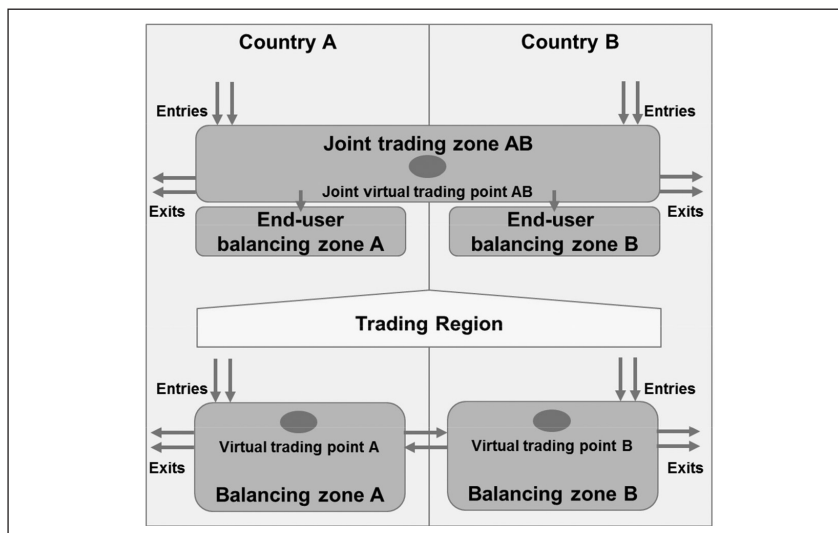 Country A
Country B
Entries
Entries
Joint trading zone AB
Joint virtual trading point AB
Exits
Exits
End-user
balancing zone A
End-user
balancing zone B
Trading Region
Entries
Entries
Virtual trading point A
Virtual trading point B
Exits
Exits
Balancing zone A
Balancing zone B